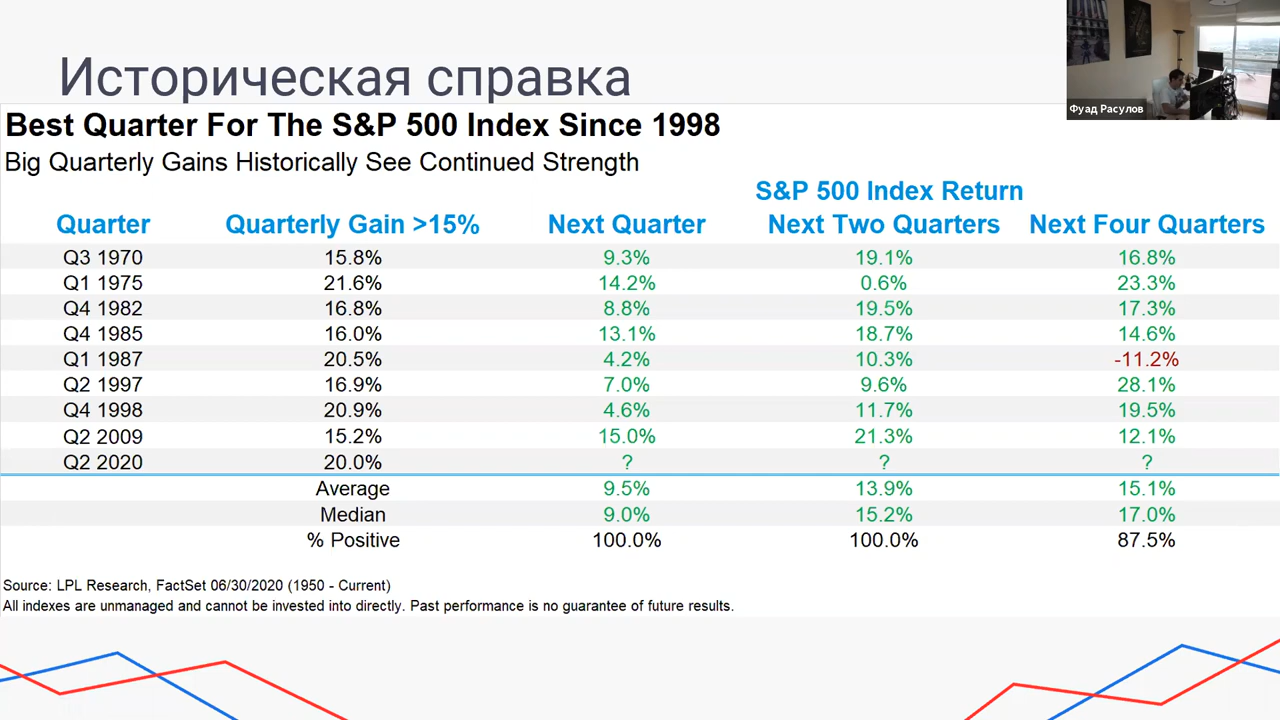 Историческая справка
Фуад Расулов
Best Quarter For The S&P 500 Index Since 1998
Big Quarterly Gains Historically See Continued Strength
S&P 500 Index Return
Quarter Quarterly Gain >15% Next Quarter Next Two Quarters Next Four Quarters
Q3 1970 15.8% 9.3% 19.1% 16.8%
Q1 1975 21.6% 14.2% 0.6% 23.3%
Q4 1982 16.8% 8.8% 19.5% 17.3%
Q4 1985 16.0% 13.1% 18.7% 14.6%
Q1 1987 20.5% 4.2% 10.3% -11.2%
Q2 1997 16.9% 7.0% 9.6% 28.1%
Q4 1998 20.9% 4.6% 11.7% 19.5%
Q2 2009 15.2% 15.0% 21.3% 12.1%
Q2 2020 20.0% ? ? ?
Average 9.5% 13.9% 15.1%
Median 9.0% 15.2% 17.0%
% Positive 100.0% 100.0% 87.5%
Source: LPL Research, FactSet 06/30/2020 (1950 - Current)
All indexes are unmanaged and cannot be invested into directly. Past performance is no guarantee of future results.